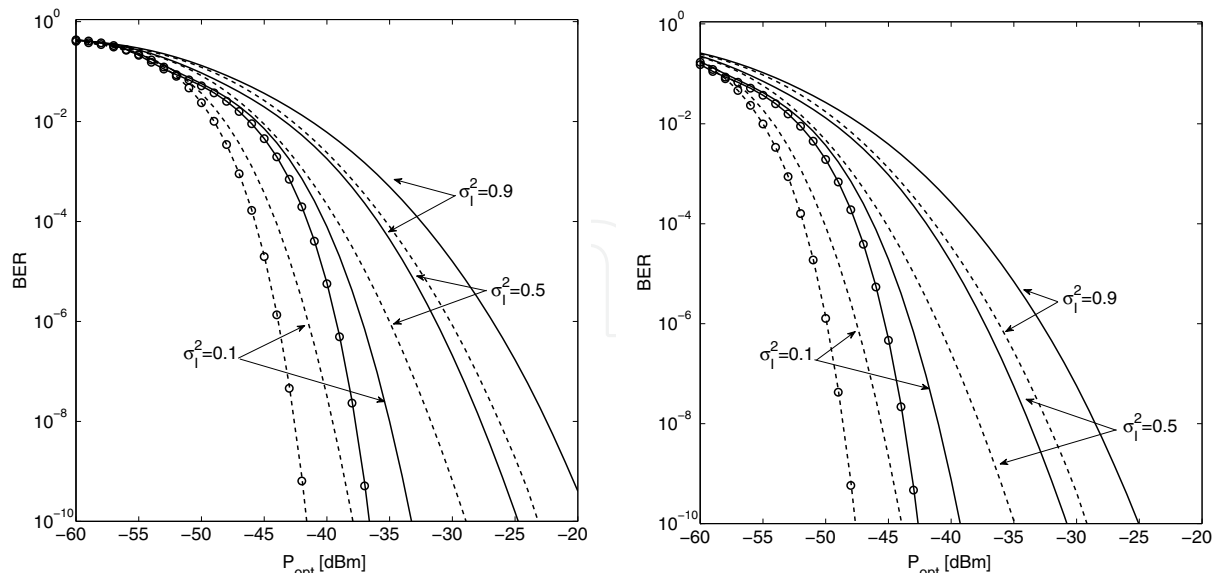 10^0
10^-2
10^-4
10^-6
10^-8
10^-10
BER
−60 −55 −50 −45 −40 −35 −30 −25 −20
P_opt [dBm]
σ_I^2=0.9
σ_I^2=0.5
σ_I^2=0.1
10^0
10^-2
10^-4
10^-6
10^-8
10^-10
BER
−60 −55 −50 −45 −40 −35 −30 −25 −20
P_opt [dBm]
σ_I^2=0.9
σ_I^2=0.1
σ_I^2=0.5